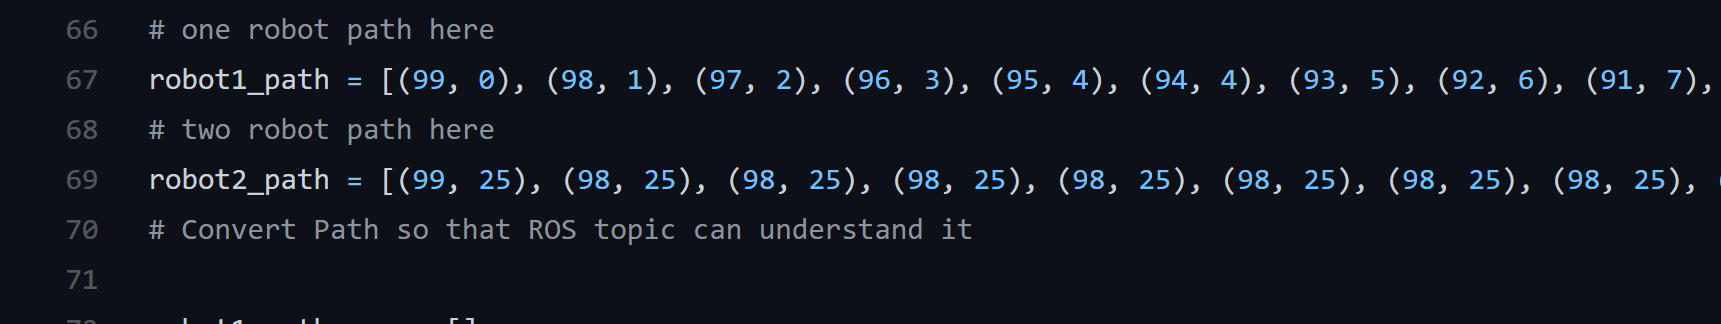 66 # one robot path here
67 robot1_path = [(99, 0), (98, 1), (97, 2), (96, 3), (95, 4), (94, 4), (93, 5), (92, 6), (91, 7),
68 # two robot path here
69 robot2_path = [(99, 25), (98, 25), (98, 25), (98, 25), (98, 25), (98, 25), (98, 25), (98, 25),
70 # Convert Path so that ROS topic can understand it
71